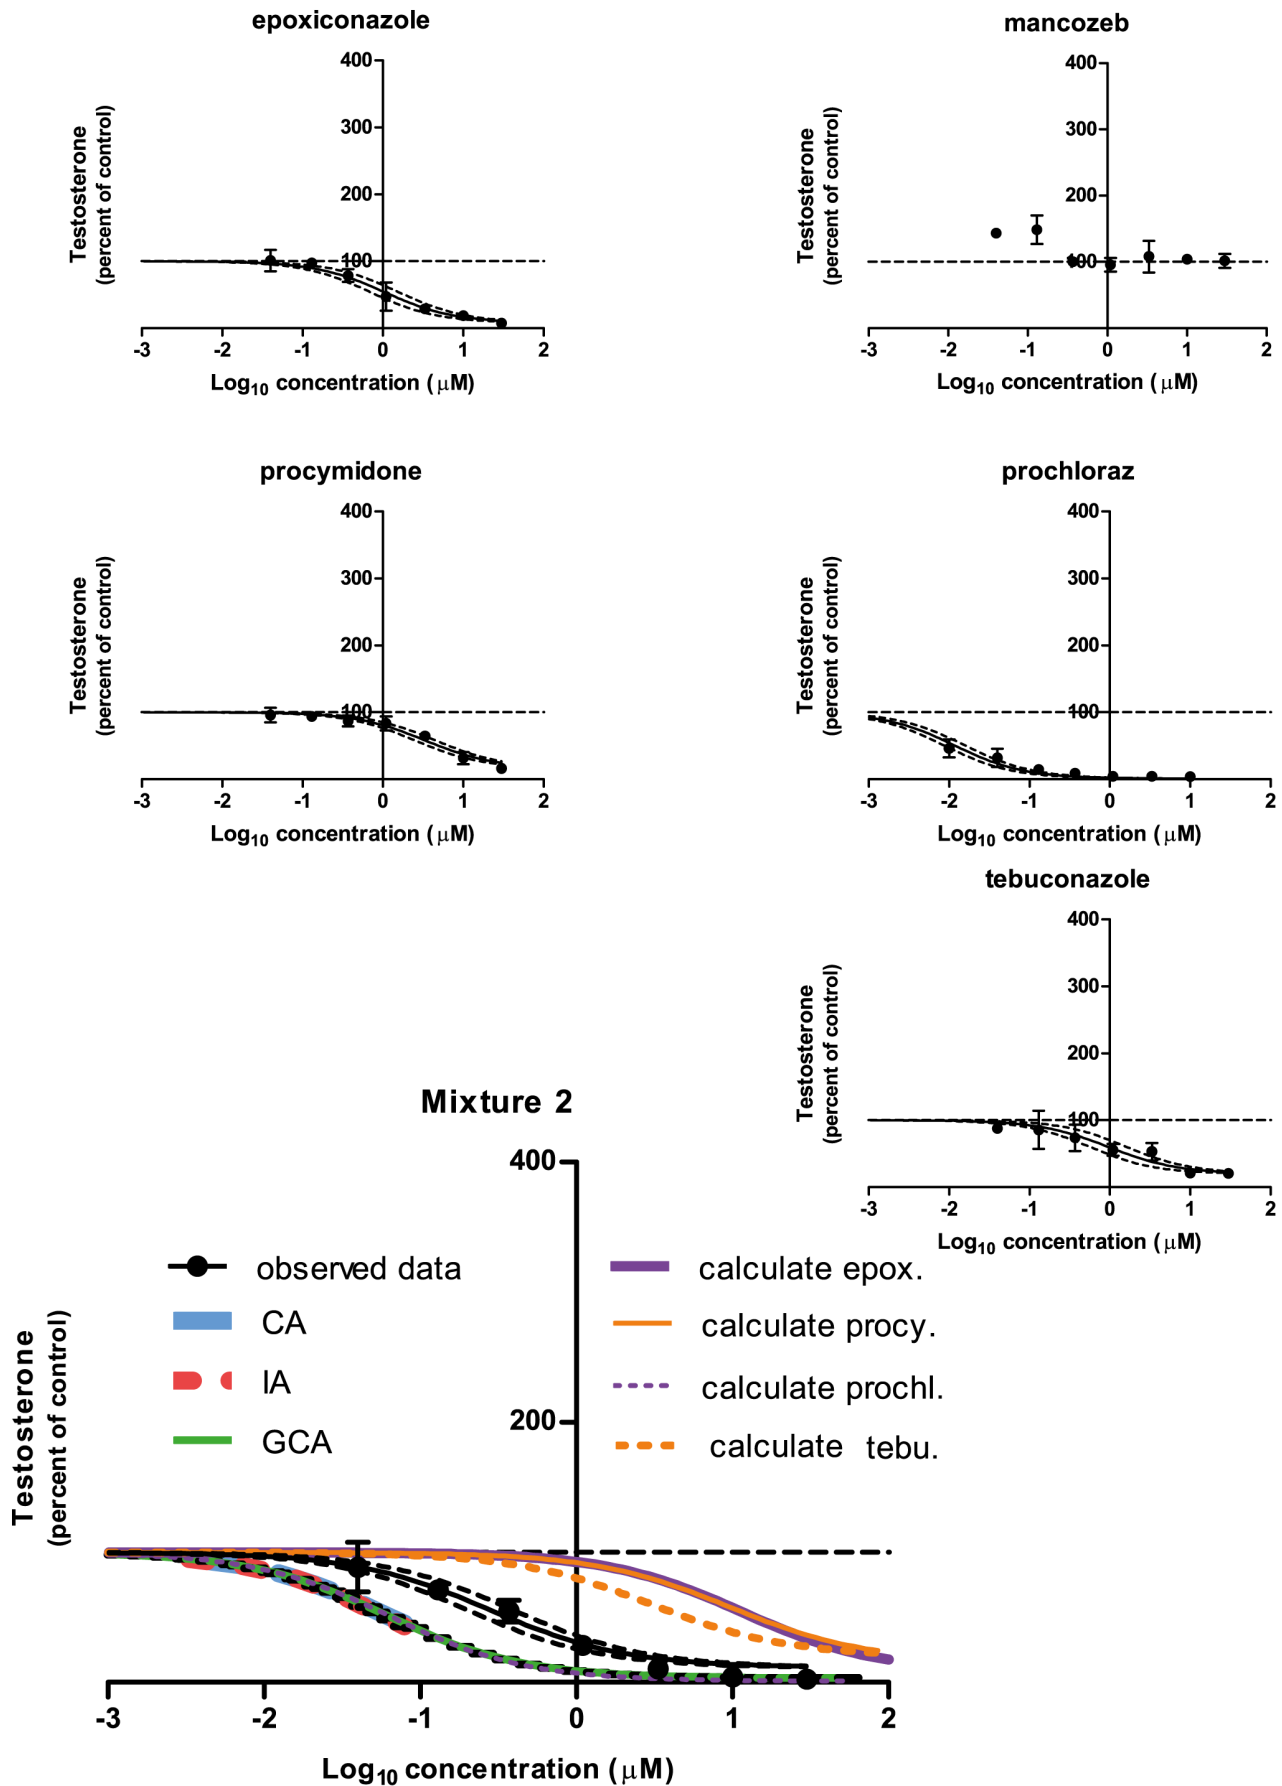 epoxiconazole
400
300
200
100
Testosterone
(percent of control)
-3 -2 -1 0 1 2
Log10 concentration (μM)
mancozeb
400
300
200
100
Testosterone
(percent of control)
-3 -2 -1 0 1 2
Log10 concentration (μM)
procymidone
400
300
200
100
Testosterone
(percent of control)
-3 -2 -1 0 1 2
Log10 concentration (μM)
prochloraz
400
300
200
100
Testosterone
(percent of control)
-3 -2 -1 0 1 2
Log10 concentration (μM)
tebuconazole
400
300
200
100
Testosterone
(percent of control)
-3 -2 -1 0 1 2
Log10 concentration (μM)
Mixture 2
400
200
Testosterone
(percent of control)
observed data
CA
IA
GCA
calculate epox.
calculate procy.
calculate prochl.
calculate tebu.
-3 -2 -1 0 1 2
Log10 concentration (μM)